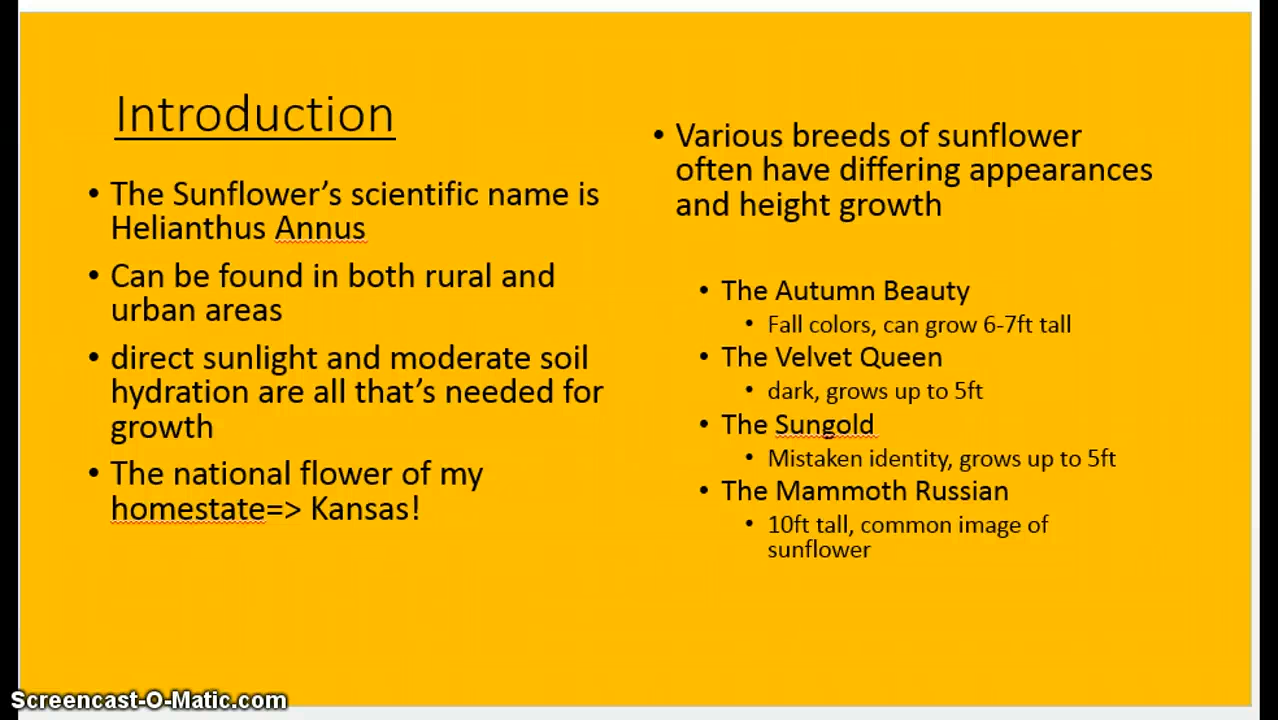 Introduction
• The Sunflower’s scientific name is
Helianthus Annus
• Can be found in both rural and
urban areas
• direct sunlight and moderate soil
hydration are all that’s needed for
growth
• The national flower of my
homestate=> Kansas!
• Various breeds of sunflower
often have differing appearances
and height growth
• The Autumn Beauty
• Fall colors, can grow 6-7ft tall
• The Velvet Queen
• dark, grows up to 5ft
• The Sungold
• Mistaken identity, grows up to 5ft
• The Mammoth Russian
• 10ft tall, common image of
sunflower
Screencast-O-Matic.com